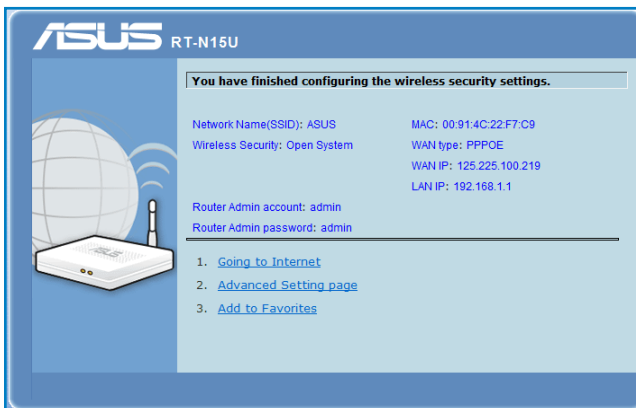 ASUS RT-N15U
You have finished configuring the wireless security settings.
Network Name(SSID): ASUS
MAC: 00:91:4C:22:F7:C9
Wireless Security: Open System
WAN type: PPPOE
WAN IP: 125.225.100.219
LAN IP: 192.168.1.1
Router Admin account: admin
Router Admin password: admin
1. Going to Internet
2. Advanced Setting page
3. Add to Favorites
ASUS